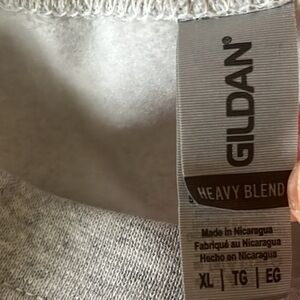 GILDAN®
HEAVY BLEND
Made in Nicaragua
Fabriqué au Nicaragua
Hecho en Nicaragua
XL | TG | EG